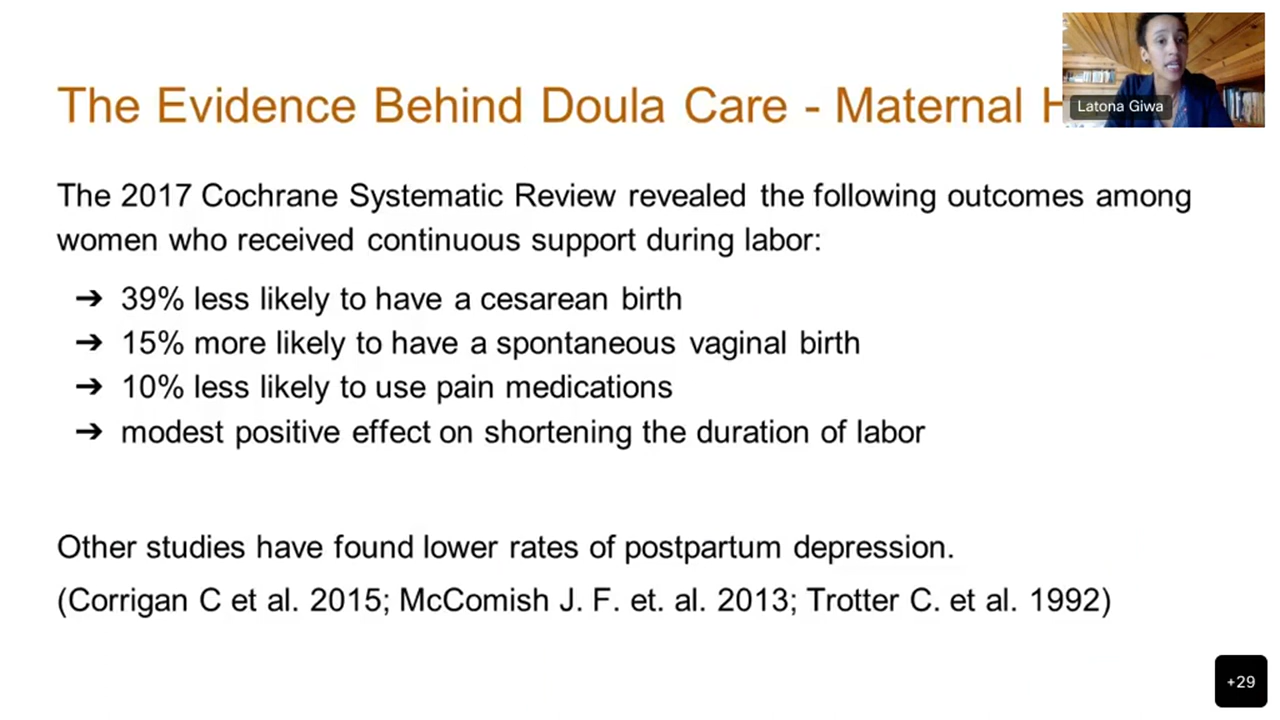 The Evidence Behind Doula Care - Maternal H
Latona Giwa
The 2017 Cochrane Systematic Review revealed the following outcomes among
women who received continuous support during labor:
➔ 39% less likely to have a cesarean birth
➔ 15% more likely to have a spontaneous vaginal birth
➔ 10% less likely to use pain medications
➔ modest positive effect on shortening the duration of labor
Other studies have found lower rates of postpartum depression.
(Corrigan C et al. 2015; McComish J. F. et. al. 2013; Trotter C. et al. 1992)
+29